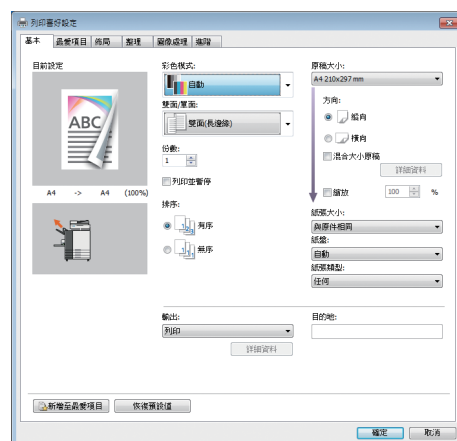 列印喜好設定
基本 最愛項目 佈局 整理 圖像處理 進階
目前設定
ABC
A4 -> A4 (100%)
彩色模式:
自動
雙面/單面:
雙面(長邊緣)
份數:
1
列印並暫停
排序:
有序
無序
原稿大小:
A4 210x297 mm
方向:
縱向
橫向
混合大小原稿
詳細資料
縮放 100 %
紙張大小:
與原件相同
紙盤:
自動
紙張類型:
任何
輸出:
列印
詳細資料
目的地:
新增至最愛項目 恢復預設值
確定 取消